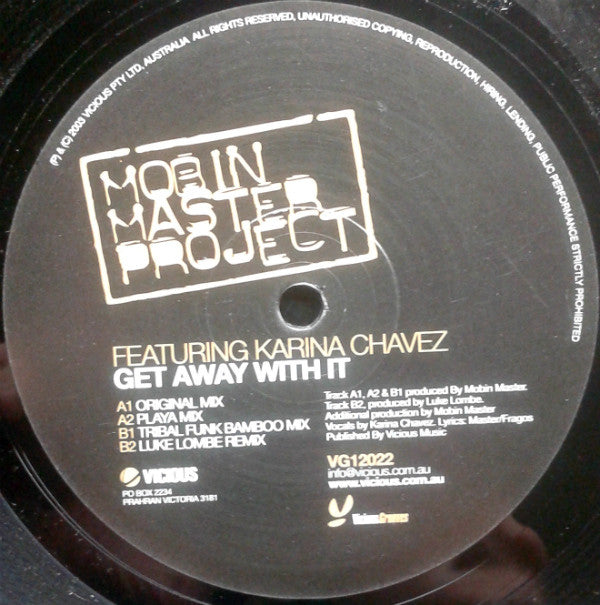 (P) & (C) 2003 VICIOUS PTY LTD, AUSTRALIA ALL RIGHTS RESERVED, UNAUTHORISED COPYING, REPRODUCTION, HIRING, LENDING, PUBLIC PERFORMANCE STRICTLY PROHIBITED
MOBIN
MASTER
PROJECT
FEATURING KARINA CHAVEZ
GET AWAY WITH IT
A1 ORIGINAL MIX
A2 PLAYA MIX
B1 TRIBAL FUNK BAMBOO MIX
B2 LUKE LOMBE REMIX
Track A1, A2 & B1 produced By Mobin Master.
Track B2, produced by Luke Lombe.
Additional production by Mobin Master
Vocals by Karina Chavez. Lyrics: Master/Fragos
Published By Vicious Music
VICIOUS
PO BOX 2234
PRAHRAN VICTORIA 3181
VG12022
info@vicious.com.au
www.vicious.com.au
ViciousGrooves